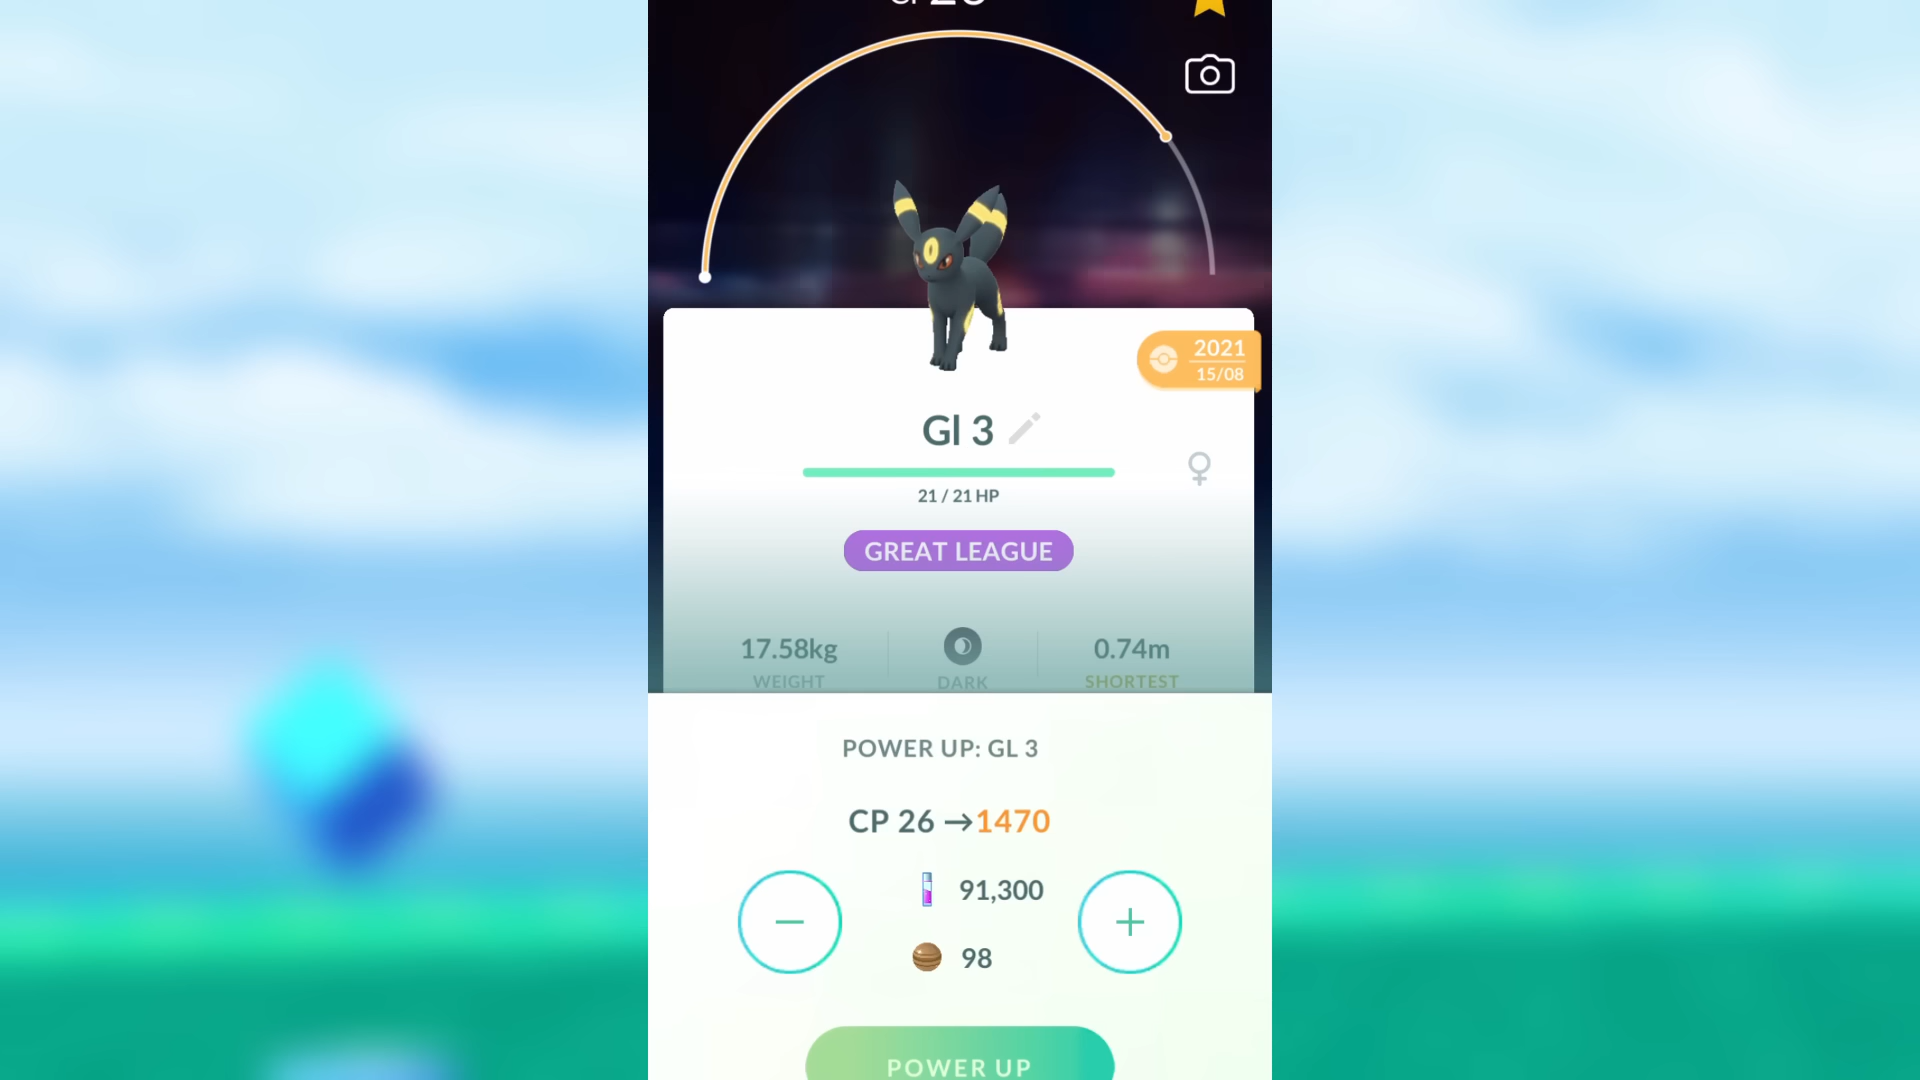 2021
15/08
Gl 3
21 / 21 HP
GREAT LEAGUE
17.58kg
WEIGHT
DARK
0.74m
SHORTEST
POWER UP: GL 3
CP 26 →1470
91,300
98
POWER UP